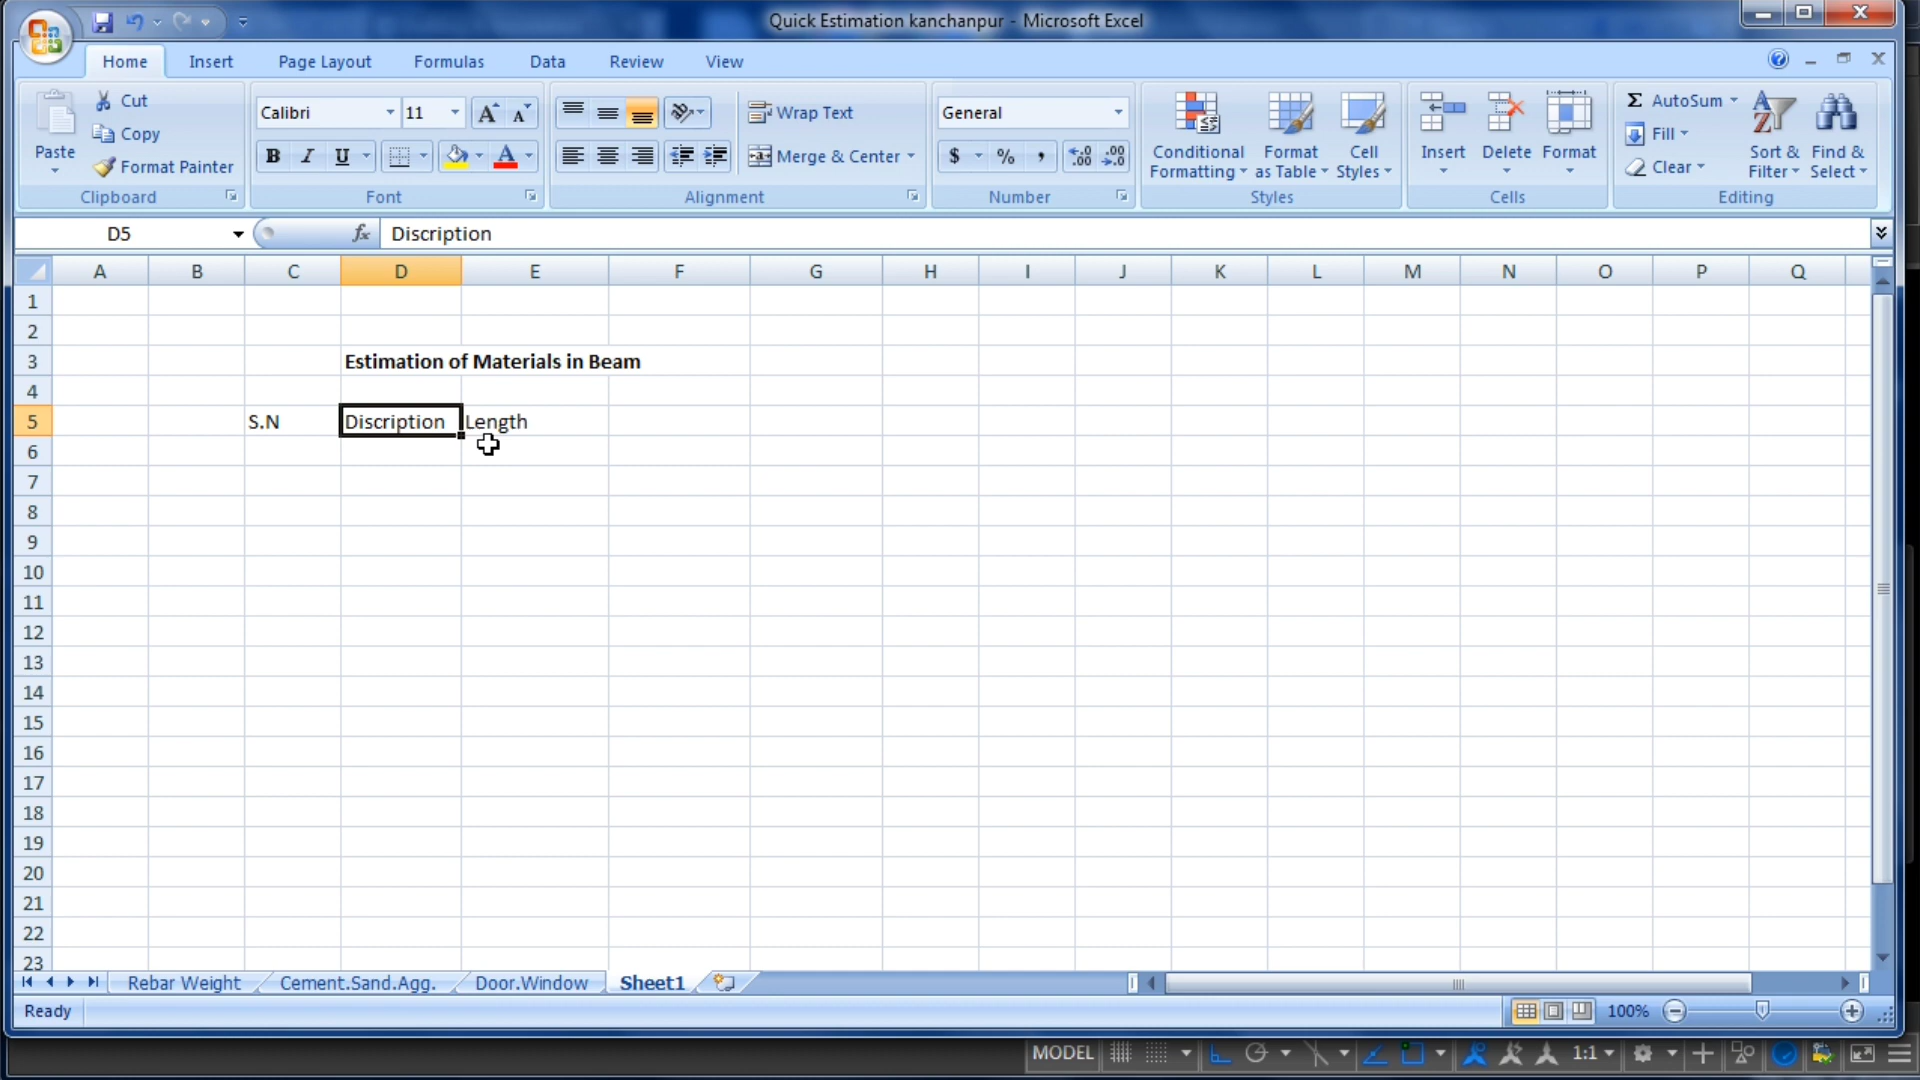 Quick Estimation kanchanpur - Microsoft Excel
Home Insert Page Layout Formulas Data Review View
Paste
Cut
Copy
Format Painter
Clipboard
Calibri 11
B I U
Font
Wrap Text
Merge & Center
Alignment
General
$ % ,
Number
Conditional Formatting
Format as Table
Cell Styles
Styles
Insert Delete Format
Cells
Σ AutoSum
Fill
Clear
Sort & Filter
Find & Select
Editing
D5 fx Discription
A B C D E F G H I J K L M N O P Q
1
2
3 Estimation of Materials in Beam
4
5 S.N Discription Length
6
7
8
9
10
11
12
13
14
15
16
17
18
19
20
21
22
23
Rebar Weight Cement.Sand.Agg. Door.Window Sheet1
Ready 100%
MODEL 1:1